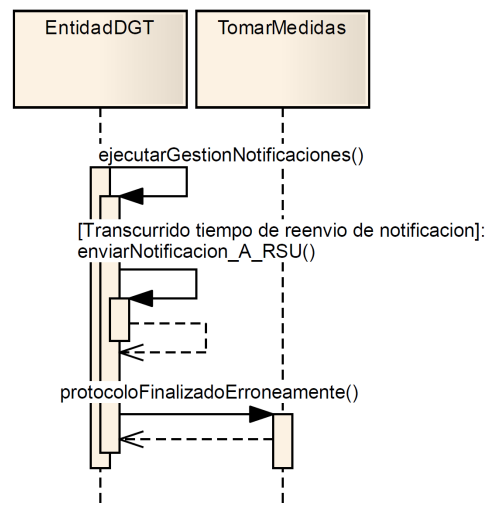 EntidadDGT
TomarMedidas
ejecutarGestionNotificaciones()
[Transcurrido tiempo de reenvio de notificacion]:
enviarNotificacion_A_RSU()
protocoloFinalizadoErroneamente()